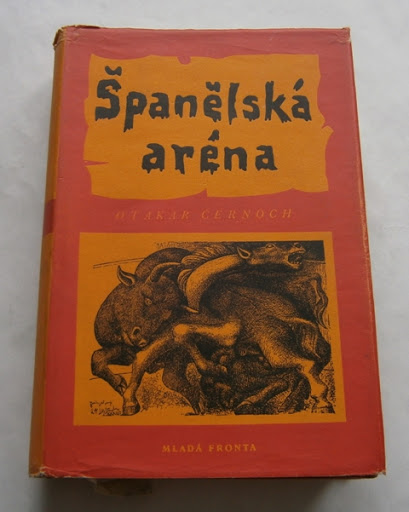 Španělská
aréna
OTAKAR ČERNOCH
MLADÁ FRONTA